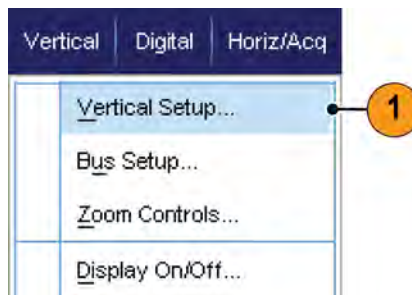 Vertical Digital Horiz/Acq
Vertical Setup... 1
Bus Setup...
Zoom Controls...
Display On/Off...